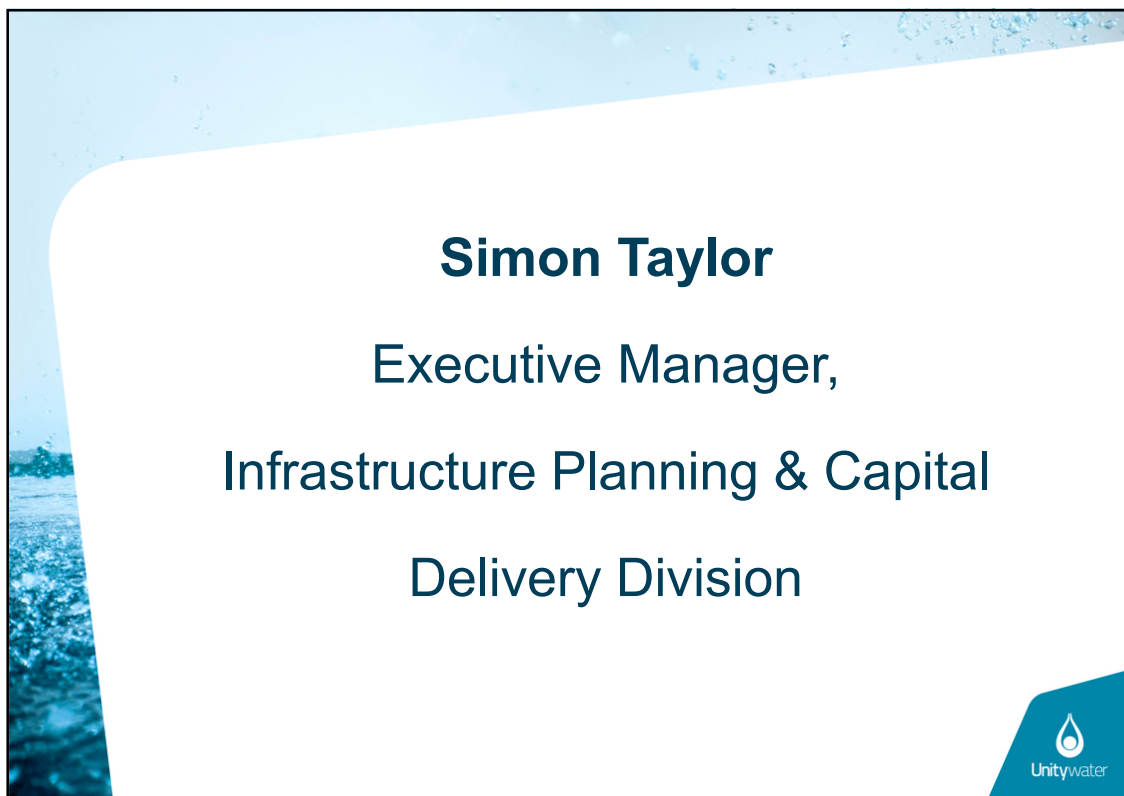 Simon Taylor
Executive Manager,
Infrastructure Planning & Capital
Delivery Division
Unitywater